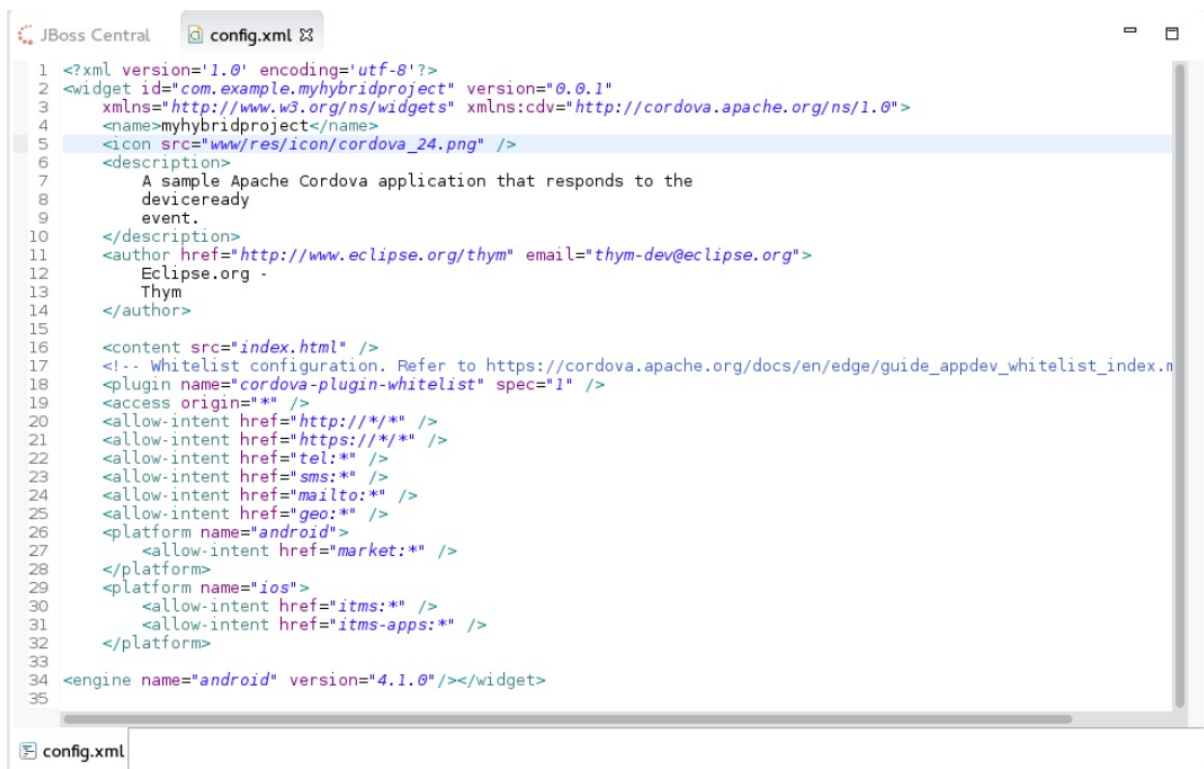 JBoss Central config.xml
1 <?xml version='1.0' encoding='utf-8'?>
2 <widget id="com.example.myhybridproject" version="0.0.1"
3     xmlns="http://www.w3.org/ns/widgets" xmlns:cdv="http://cordova.apache.org/ns/1.0">
4     <name>myhybridproject</name>
5     <icon src="www/res/icon/cordova_24.png" />
6     <description>
7         A sample Apache Cordova application that responds to the
8         deviceready
9         event.
10     </description>
11     <author href="http://www.eclipse.org/thym" email="thym-dev@eclipse.org">
12         Eclipse.org -
13         Thym
14     </author>
15
16     <content src="index.html" />
17     <!-- Whitelist configuration. Refer to https://cordova.apache.org/docs/en/edge/guide_appdev_whitelist_index.m
18     <plugin name="cordova-plugin-whitelist" spec="1" />
19     <access origin="*" />
20     <allow-intent href="http://*/*" />
21     <allow-intent href="https://*/*" />
22     <allow-intent href="tel:*" />
23     <allow-intent href="sms:*" />
24     <allow-intent href="mailto:*" />
25     <allow-intent href="geo:*" />
26     <platform name="android">
27         <allow-intent href="market:*" />
28     </platform>
29     <platform name="ios">
30         <allow-intent href="itms:*" />
31         <allow-intent href="itms-apps:*" />
32     </platform>
33
34 <engine name="android" version="4.1.0"/></widget>
35
config.xml